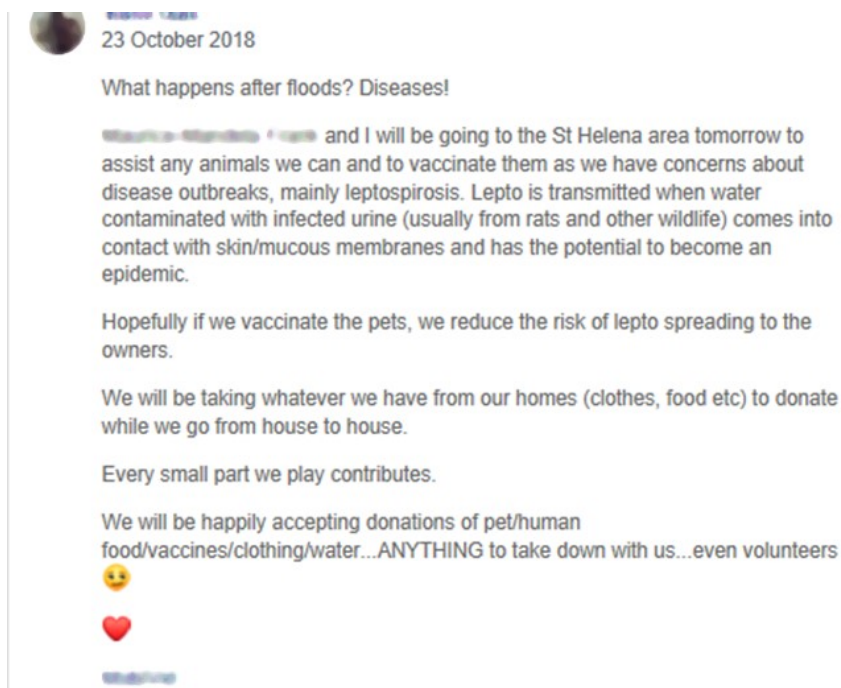 23 October 2018
What happens after floods? Diseases!
and I will be going to the St Helena area tomorrow to
assist any animals we can and to vaccinate them as we have concerns about
disease outbreaks, mainly leptospirosis. Lepto is transmitted when water
contaminated with infected urine (usually from rats and other wildlife) comes into
contact with skin/mucous membranes and has the potential to become an
epidemic.
Hopefully if we vaccinate the pets, we reduce the risk of lepto spreading to the
owners.
We will be taking whatever we have from our homes (clothes, food etc) to donate
while we go from house to house.
Every small part we play contributes.
We will be happily accepting donations of pet/human
food/vaccines/clothing/water...ANYTHING to take down with us...even volunteers